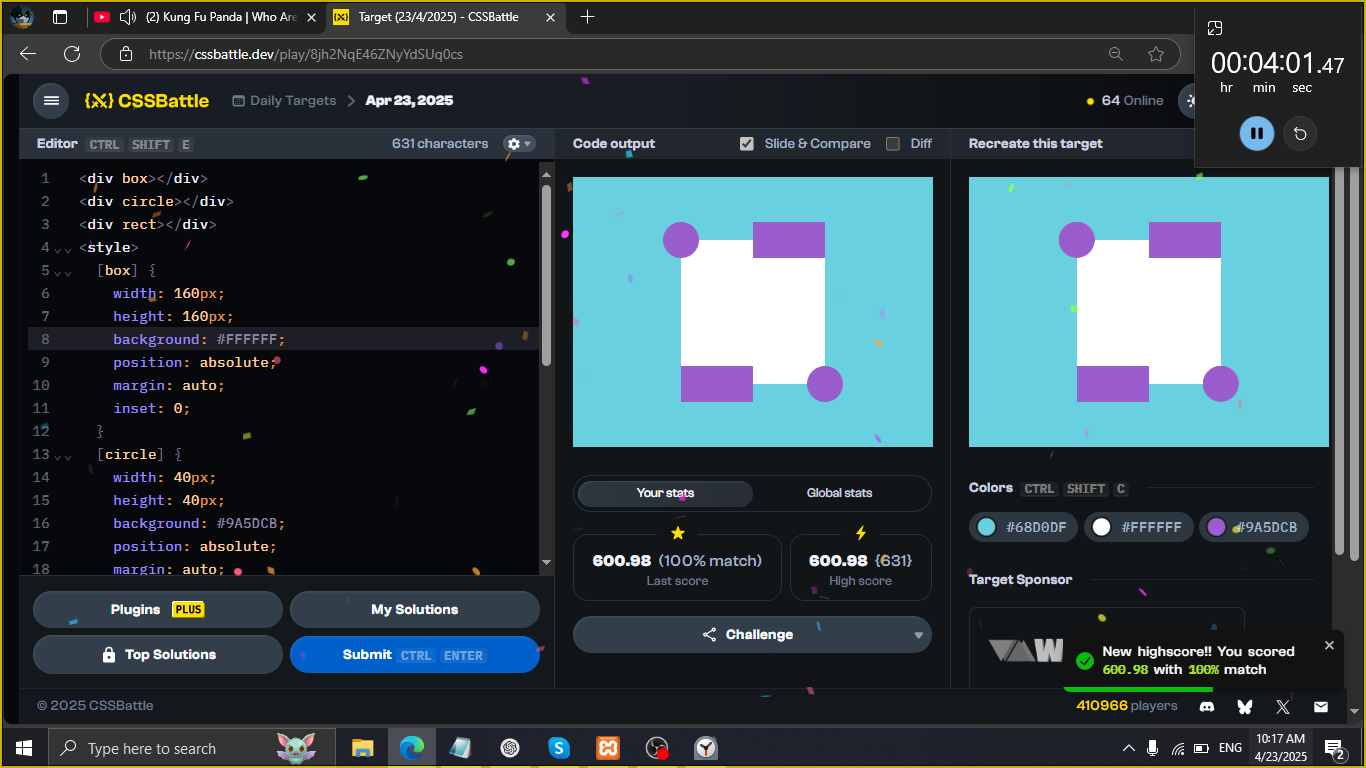 (2) Kung Fu Panda | Who Are
Target (23/4/2025) - CSSBattle
https://cssbattle.dev/play/8jh2NqE46ZNyYdSUq0cs
00:04:01.47
hr min sec
{X} CSSBattle
Daily Targets
Apr 23, 2025
64 Online
Editor CTRL SHIFT E
631 characters
Code output
Slide & Compare
Diff
Recreate this target
1 <div box></div>
2 <div circle></div>
3 <div rect></div>
4 <style>
5 [box] {
6 width: 160px;
7 height: 160px;
8 background: #FFFFFF;
9 position: absolute;
10 margin: auto;
11 inset: 0;
12 }
13 [circle] {
14 width: 40px;
15 height: 40px;
16 background: #9A5DCB;
17 position: absolute;
18 margin: auto;
Plugins PLUS
My Solutions
Top Solutions
Submit CTRL ENTER
Your stats
Global stats
600.98 (100% match)
Last score
600.98 {631}
High score
Challenge
Colors CTRL SHIFT C
#68D0DF
#FFFFFF
#9A5DCB
Target Sponsor
W
New highscore!! You scored
600.98 with 100% match
© 2025 CSSBattle
410966 players
Type here to search
ENG
10:17 AM
4/23/2025
2